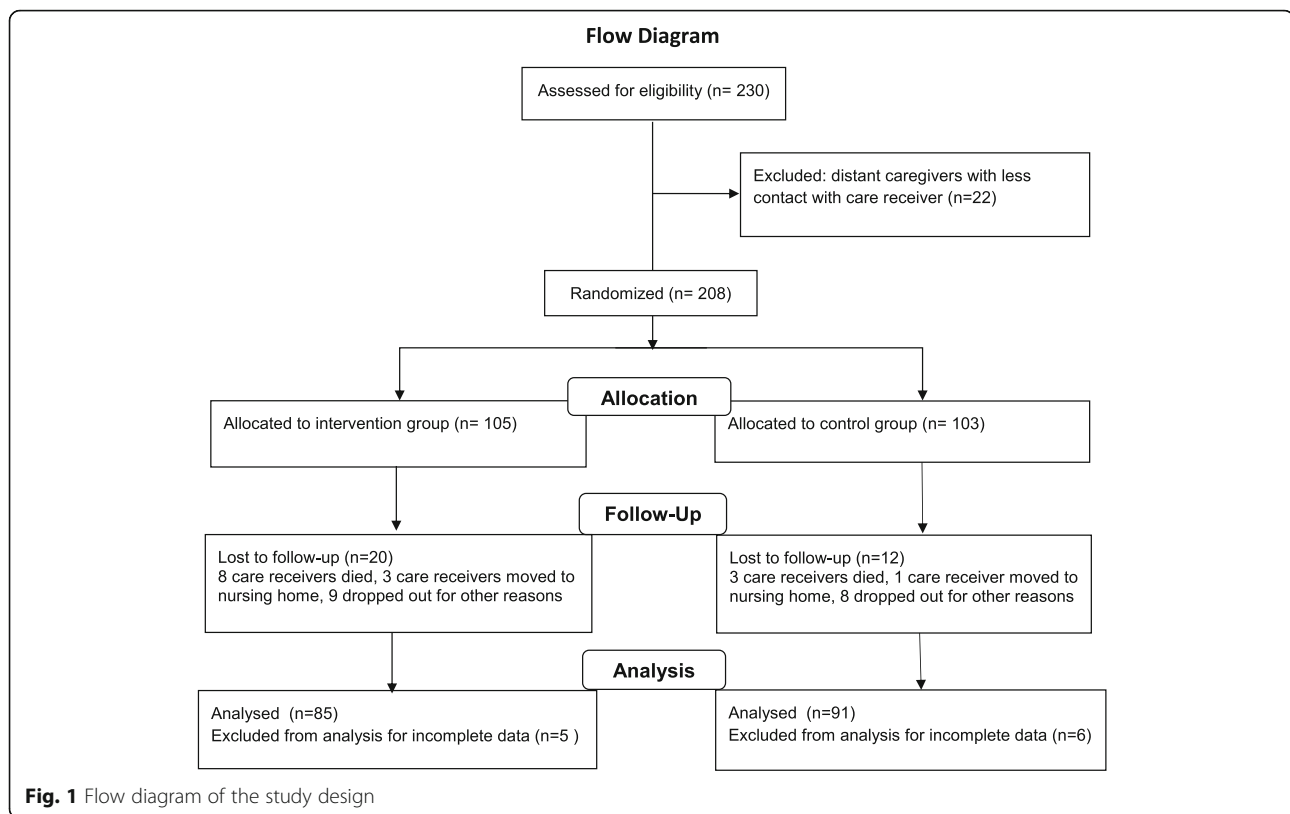 Flow Diagram
Assessed for eligibility (n= 230)
Excluded: distant caregivers with less
contact with care receiver (n=22)
Randomized (n= 208)
Allocation
Allocated to intervention group (n= 105)
Allocated to control group (n= 103)
Follow-Up
Lost to follow-up (n=20)
8 care receivers died, 3 care receivers moved to
nursing home, 9 dropped out for other reasons
Lost to follow-up (n=12)
3 care receivers died, 1 care receiver moved to
nursing home, 8 dropped out for other reasons
Analysis
Analysed (n=85)
Excluded from analysis for incomplete data (n=5 )
Analysed (n=91)
Excluded from analysis for incomplete data (n=6)
Fig. 1 Flow diagram of the study design